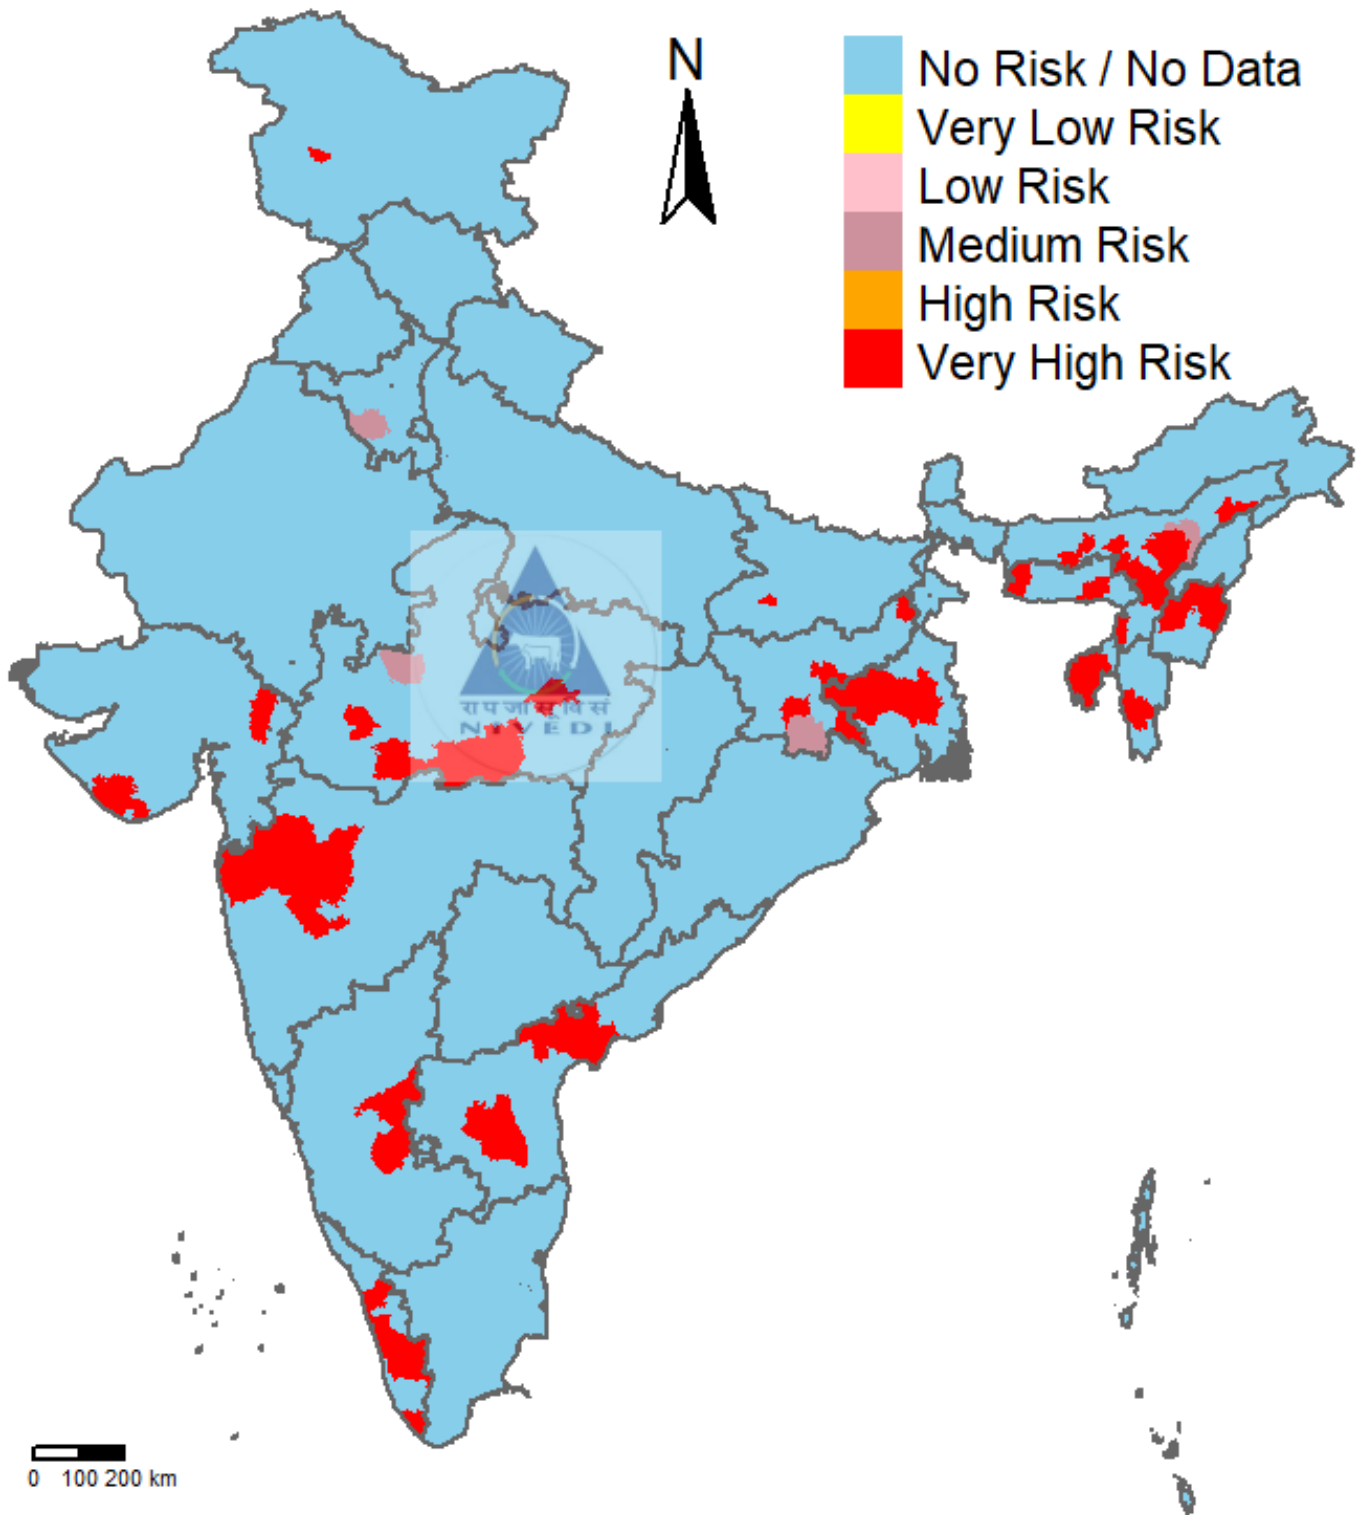 N
No Risk / No Data
Very Low Risk
Low Risk
Medium Risk
High Risk
Very High Risk
रा प जा सू वि सं
NIVEDI
0 100 200 km